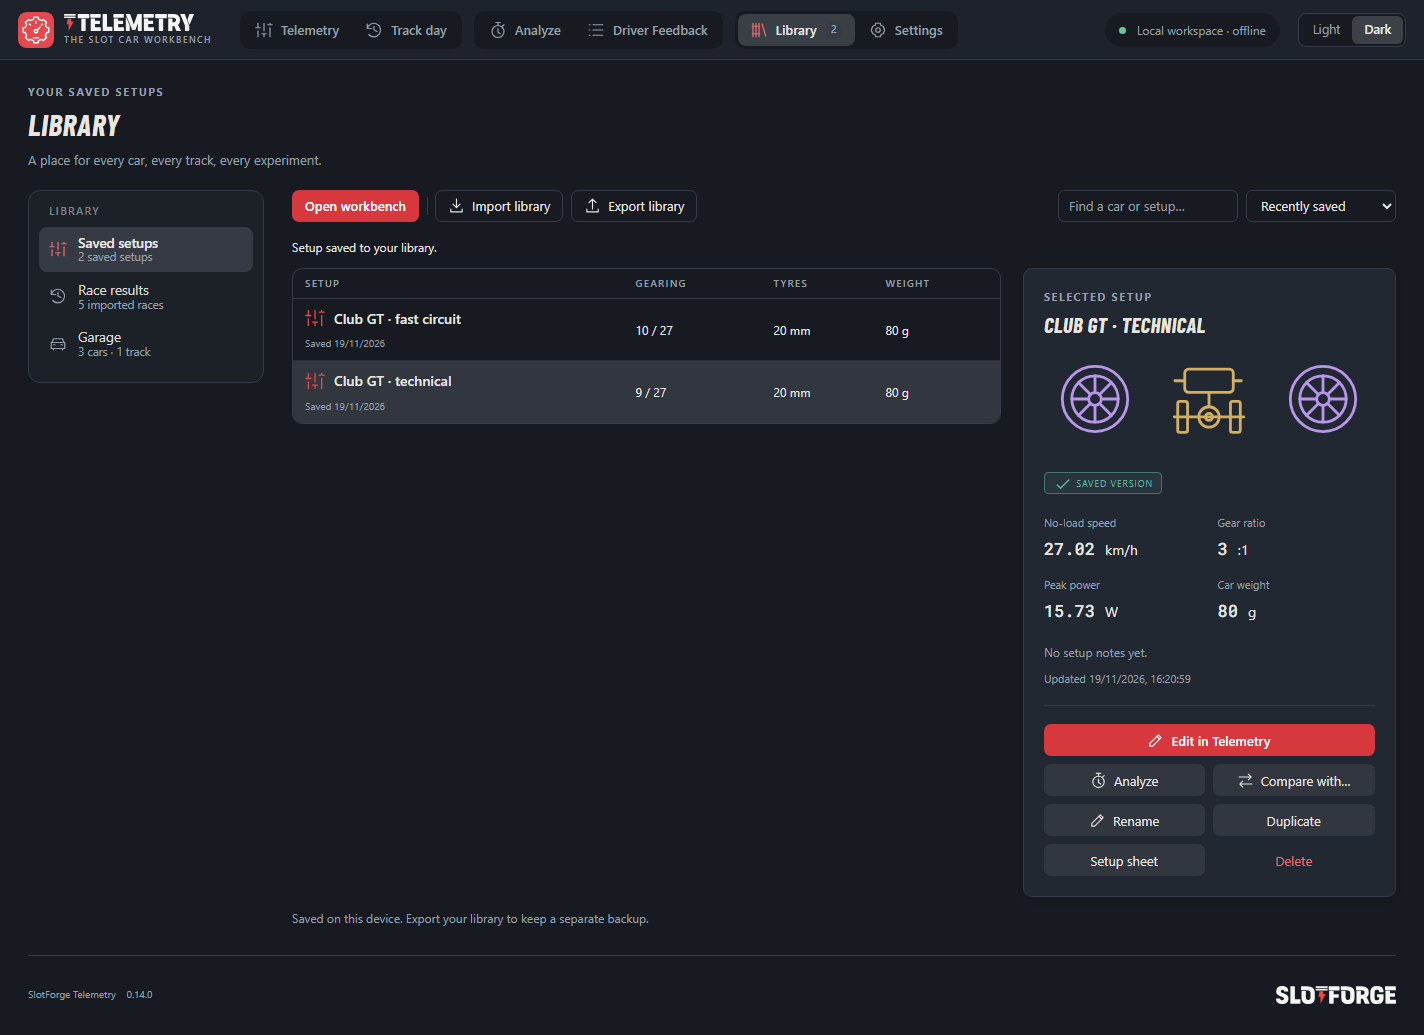 TELEMETRY
THE SLOT CAR WORKBENCH
Telemetry
Track day
Analyze
Driver Feedback
Library 2
Settings
Local workspace · offline
Light
Dark
YOUR SAVED SETUPS
LIBRARY
A place for every car, every track, every experiment.
LIBRARY
Saved setups
2 saved setups
Race results
5 imported races
Garage
3 cars · 1 track
Open workbench
Import library
Export library
Find a car or setup...
Recently saved
Setup saved to your library.
SETUP GEARING TYRES WEIGHT
Club GT · fast circuit
Saved 19/11/2026
10 / 27 20 mm 80 g
Club GT · technical
Saved 19/11/2026
9 / 27 20 mm 80 g
SELECTED SETUP
CLUB GT · TECHNICAL
SAVED VERSION
No-load speed Gear ratio
27.02 km/h 3 :1
Peak power Car weight
15.73 W 80 g
No setup notes yet.
Updated 19/11/2026, 16:20:59
Edit in Telemetry
Analyze
Compare with...
Rename
Duplicate
Setup sheet
Delete
Saved on this device. Export your library to keep a separate backup.
SlotForge Telemetry 0.14.0
SLOTFORGE